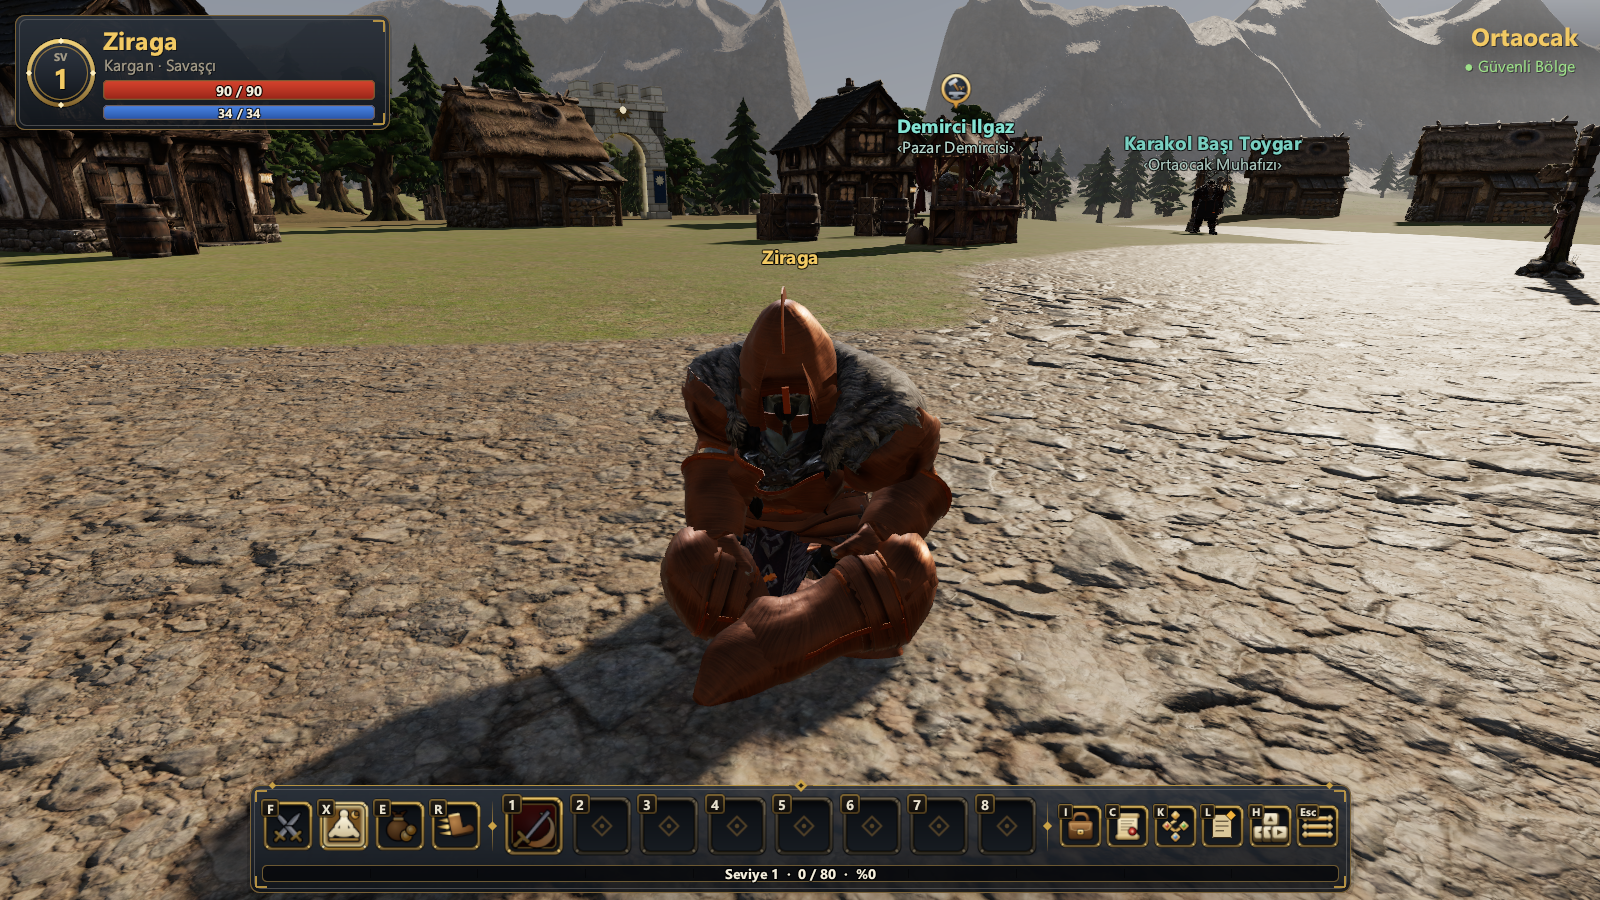 SV
1
Ziraga
Kargan · Savaşçı
90 / 90
34 / 34
Ortaocak
Güvenli Bölge
Demirci Ilgaz
‹Pazar Demircisi›
Karakol Başı Toygar
‹Ortaocak Muhafızı›
Ziraga
F X E R 1 2 3 4 5 6 7 8 I C K L H Esc
Seviye 1 · 0 / 80 · %0